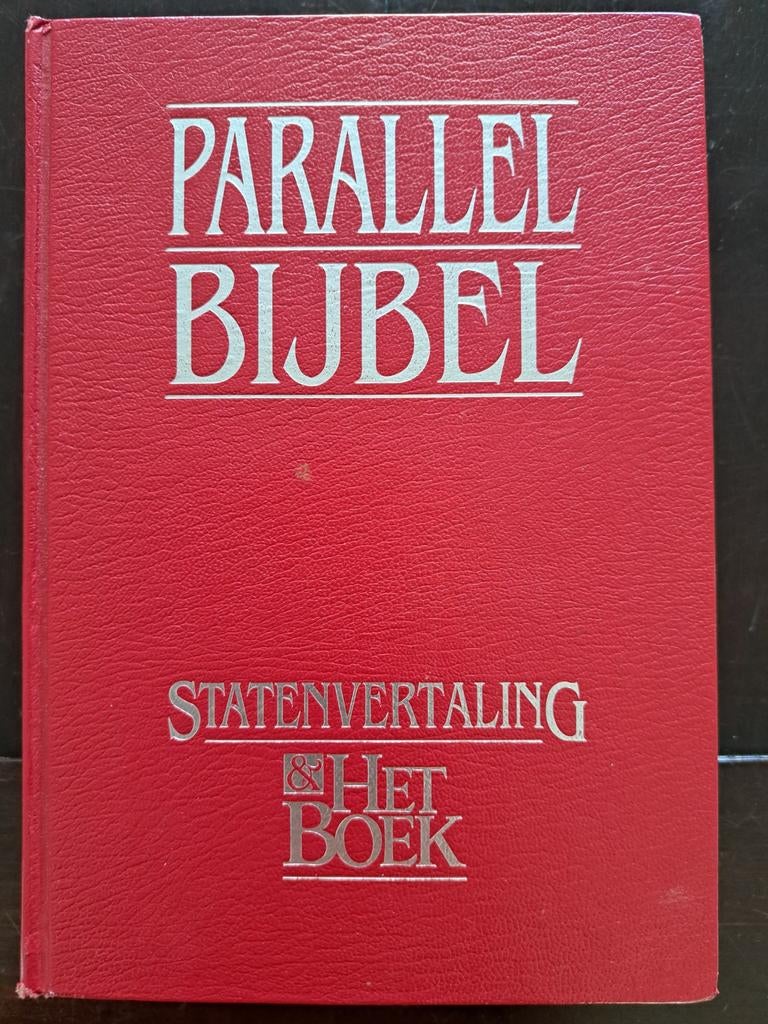 PARALLEL
BIJBEL
STATENVERTALING
& HET
BOEK